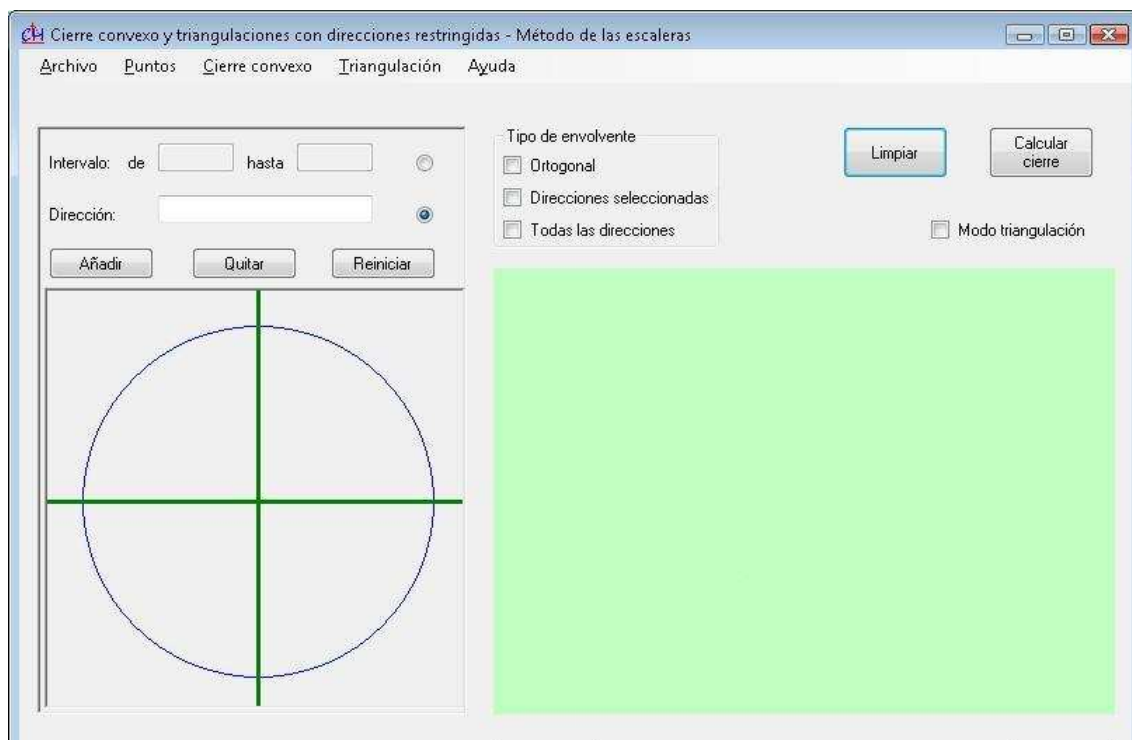 CH Cierre convexo y triangulaciones con direcciones restringidas - Método de las escaleras
Archivo Puntos Cierre convexo Triangulación Ayuda
Intervalo: de hasta
Dirección:
Añadir Quitar Reiniciar
Tipo de envolvente
Ortogonal
Direcciones seleccionadas
Todas las direcciones
Limpiar
Calcular
cierre
Modo triangulación